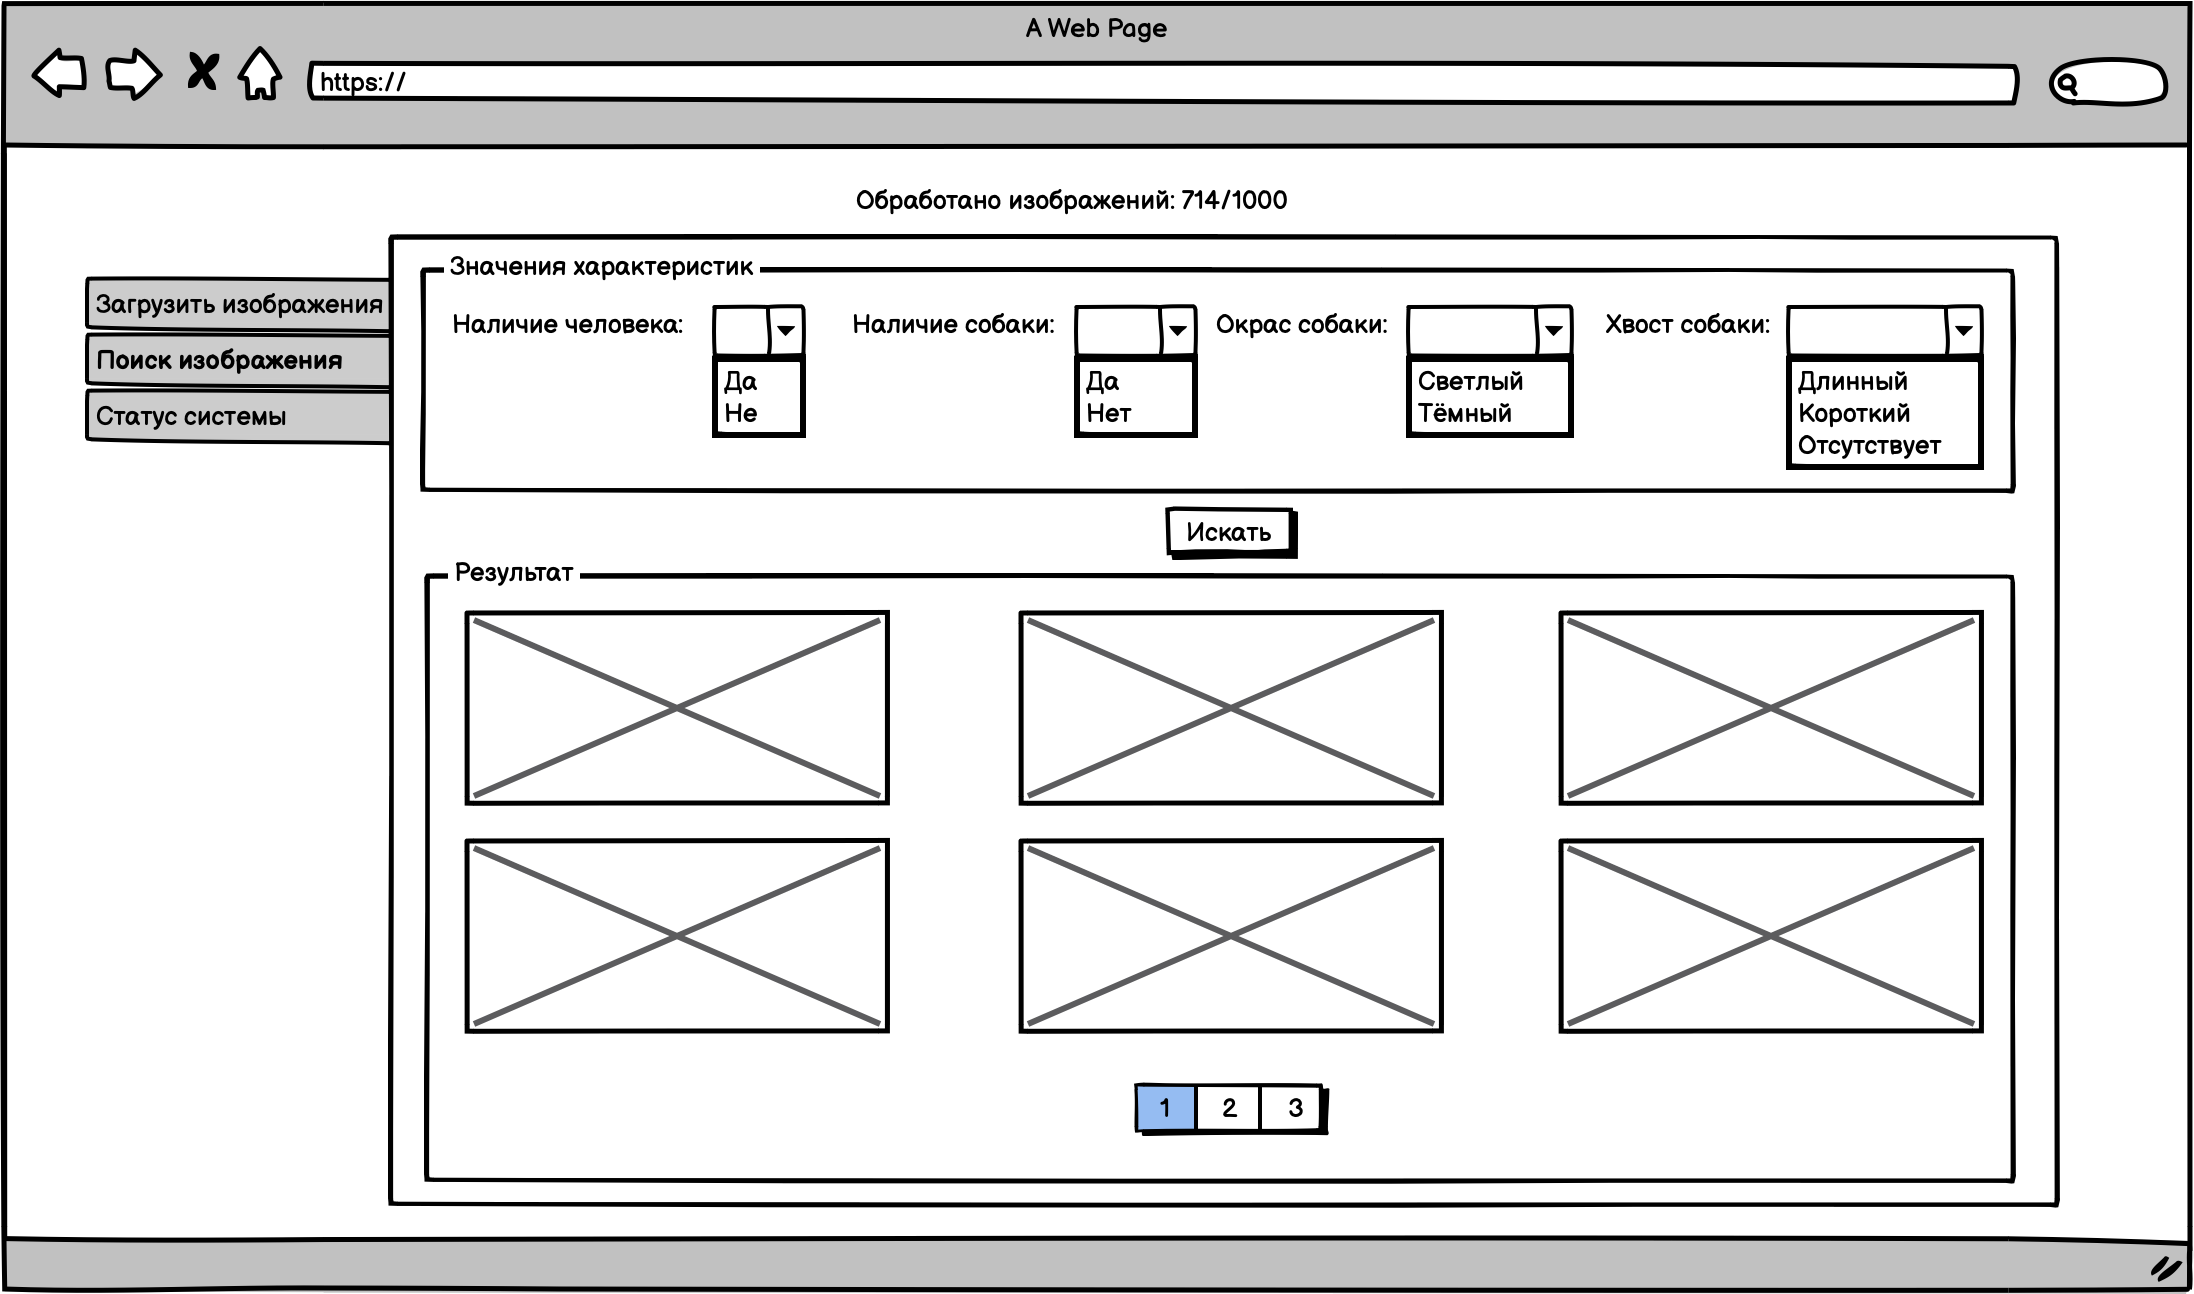 A Web Page
https://
Обработано изображений: 714/1000
Загрузить изображения
Поиск изображения
Статус системы
Значения характеристик
Наличие человека:
Да
Не
Наличие собаки:
Да
Нет
Окрас собаки:
Светлый
Тёмный
Хвост собаки:
Длинный
Короткий
Отсутствует
Искать
Результат
1 2 3